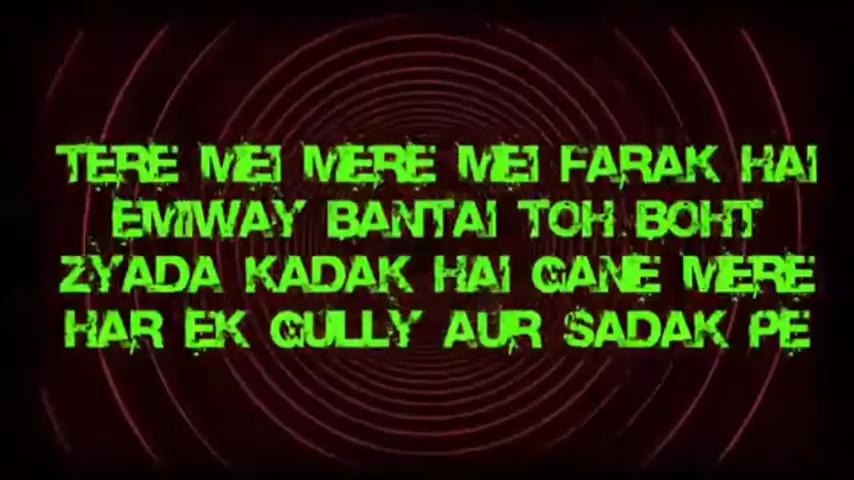 TERE MEI MERE MEI FARAK HAI
EMIWAY BANTAI TOH BOHT
ZYADA KADAK HAI GANE MERE
HAR EK GULLY AUR SADAK PE